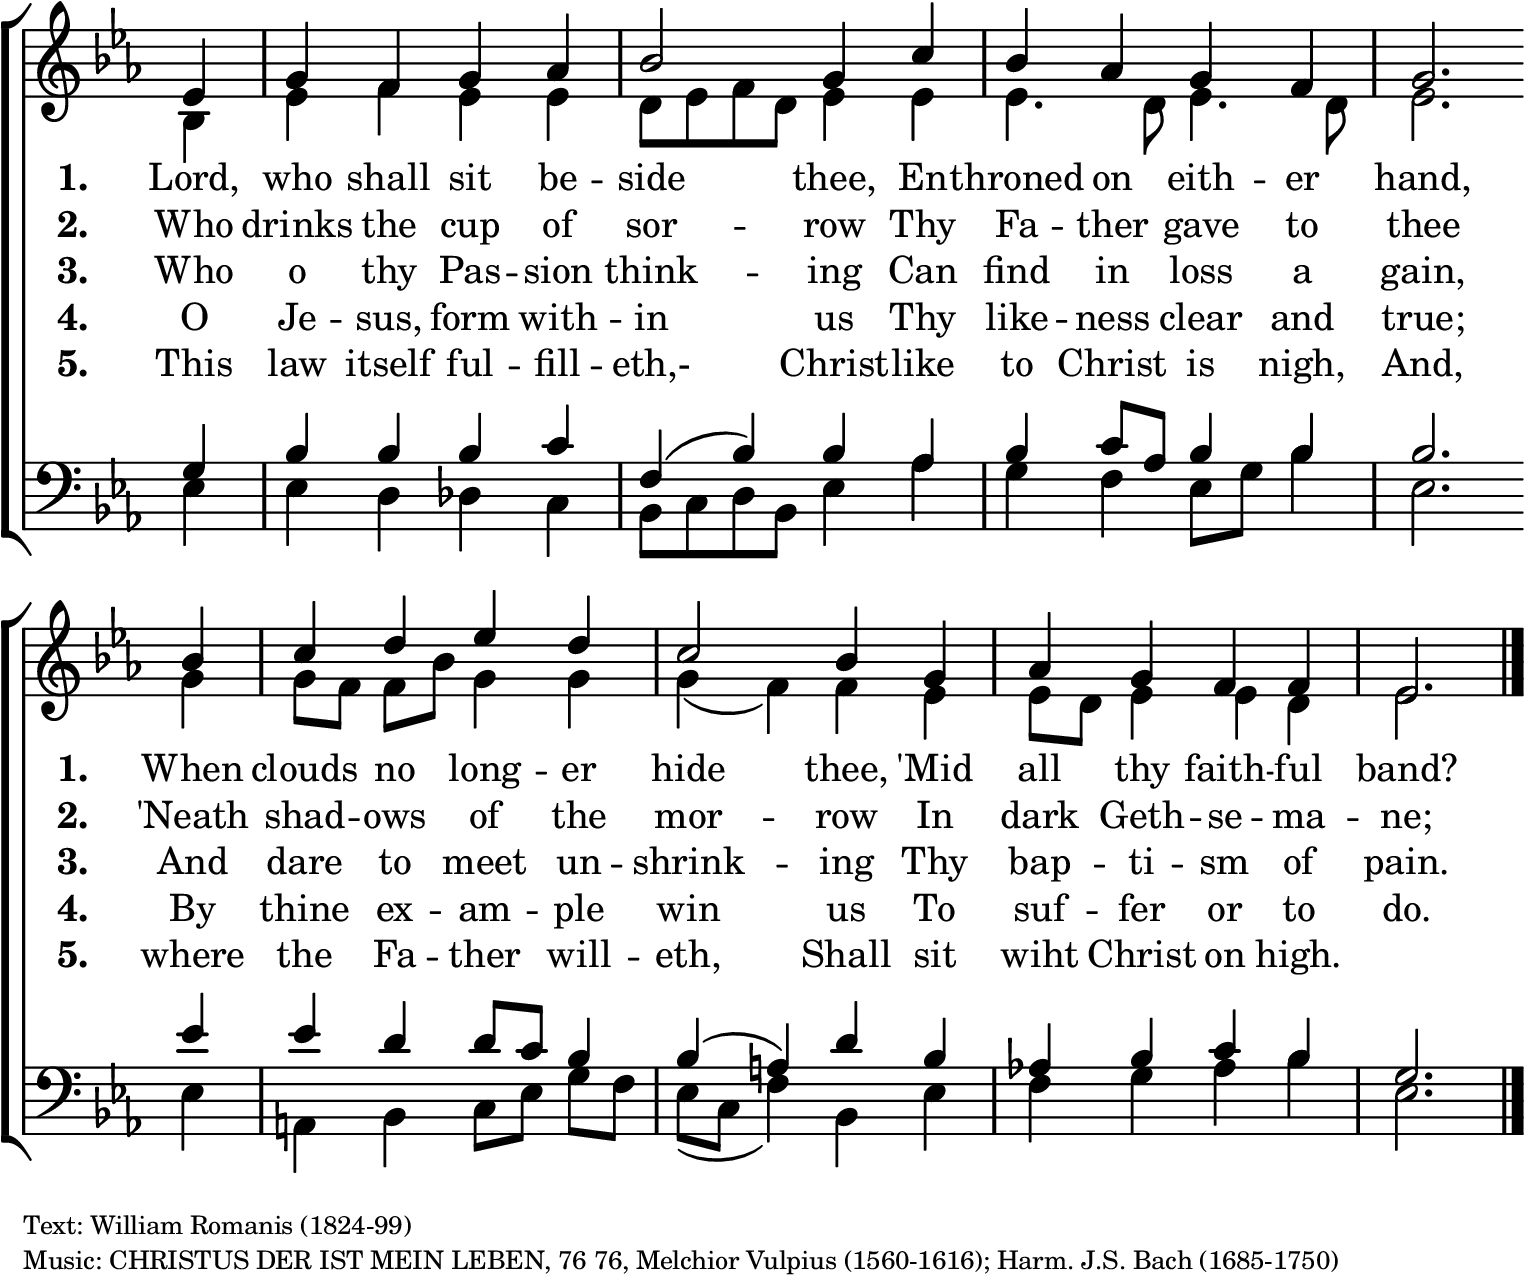 1. Lord, who shall sit be -- side thee, Enthroned on eith -- er hand,
2. Who drinks the cup of sor -- row Thy Fa -- ther gave to thee
3. Who o thy Pas -- sion think -- ing Can find in loss a gain,
4. O Je -- sus, form with -- in us Thy like -- ness clear and true;
5. This law itself ful -- fill -- eth,- Christ-like to Christ is nigh, And,
1. When clouds no long -- er hide thee, 'Mid all thy faith -- ful band?
2. 'Neath shad -- ows of the mor -- row In dark Geth -- se -- ma -- ne;
3. And dare to meet un -- shrink -- ing Thy bap -- ti -- sm of pain.
4. By thine ex -- am -- ple win us To suf -- fer or to do.
5. where the Fa -- ther will -- eth, Shall sit wiht Christ on high.
Text: William Romanis (1824-99)
Music: CHRISTUS DER IST MEIN LEBEN, 76 76, Melchior Vulpius (1560-1616); Harm. J.S. Bach (1685-1750)